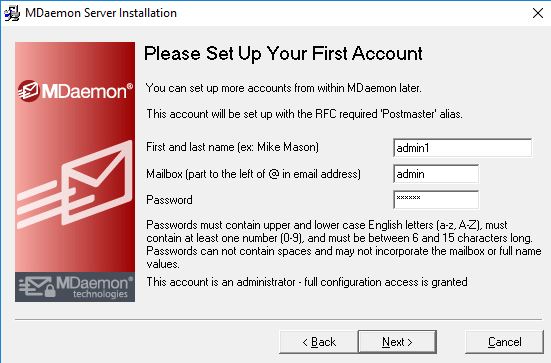 MDaemon Server Installation
MDaemon®
Please Set Up Your First Account
You can set up more accounts from within MDaemon later.
This account will be set up with the RFC required 'Postmaster' alias.
First and last name (ex: Mike Mason) admin1
Mailbox (part to the left of @ in email address) admin
Password ******
Passwords must contain upper and lower case English letters (a-z, A-Z), must
contain at least one number (0-9), and must be between 6 and 15 characters long.
Passwords can not contain spaces and may not incorporate the mailbox or full name
values.
This account is an administrator - full configuration access is granted
MDaemon®
technologies
< Back Next > Cancel